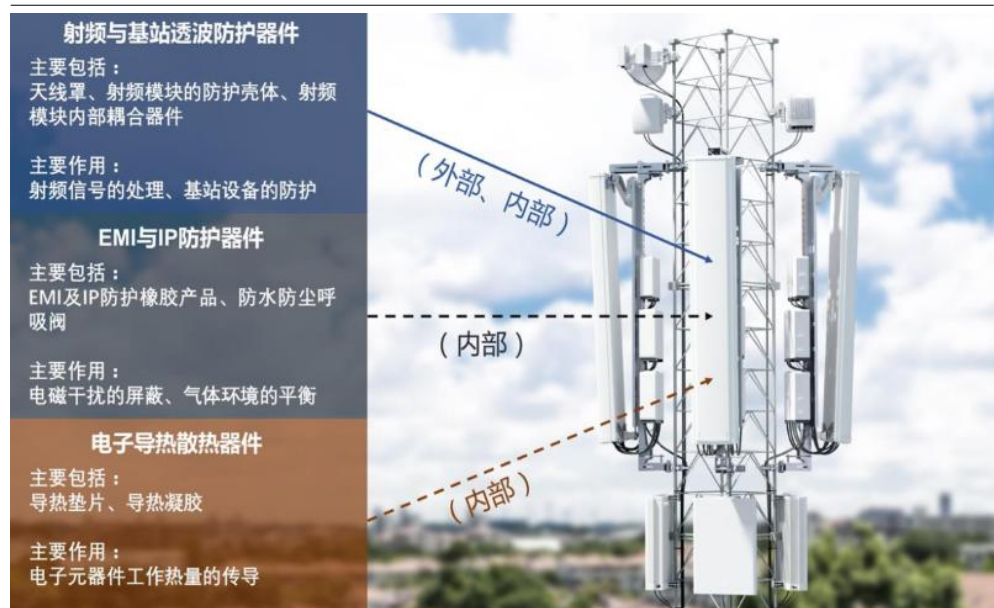 射频与基站透波防护器件
主要包括：
天线罩、射频模块的防护壳体、射频
模块内部耦合器件
主要作用：
射频信号的处理、基站设备的防护
（外部、内部）
EMI与IP防护器件
主要包括：
EMI及IP防护橡胶产品、防水防尘呼
吸阀
主要作用：
电磁干扰的屏蔽、气体环境的平衡
（内部）
电子导热散热器件
主要包括：
导热垫片、导热凝胶
主要作用：
电子元器件工作热量的传导
（内部）